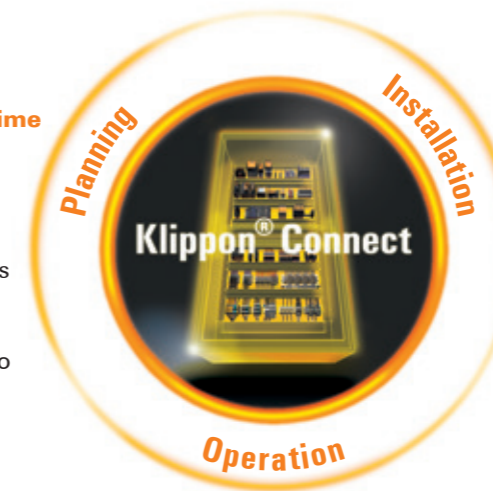 ime
Planning
Installation
Klippon® Connect
s
o
Operation